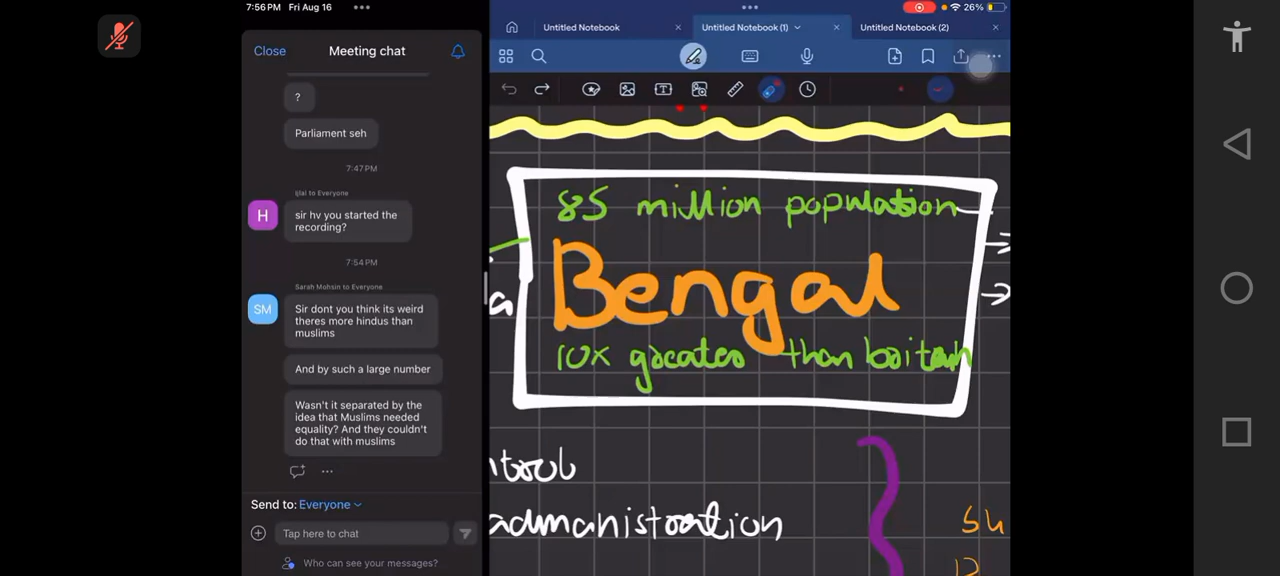 7:56 PM Fri Aug 16
26%
Close
Meeting chat
?
Parliament seh
7:47 PM
Ijlal to Everyone
H
sir hv you started the
recording?
7:54 PM
Sarah Mohsin to Everyone
SM
Sir dont you think its weird
theres more hindus than
muslims
And by such a large number
Wasn't it separated by the
idea that Muslims needed
equality? And they couldn't
do that with muslims
Send to: Everyone
Tap here to chat
Who can see your messages?
Untitled Notebook
Untitled Notebook (1)
Untitled Notebook (2)
85 million population
Bengal
10x greater than britain
administration